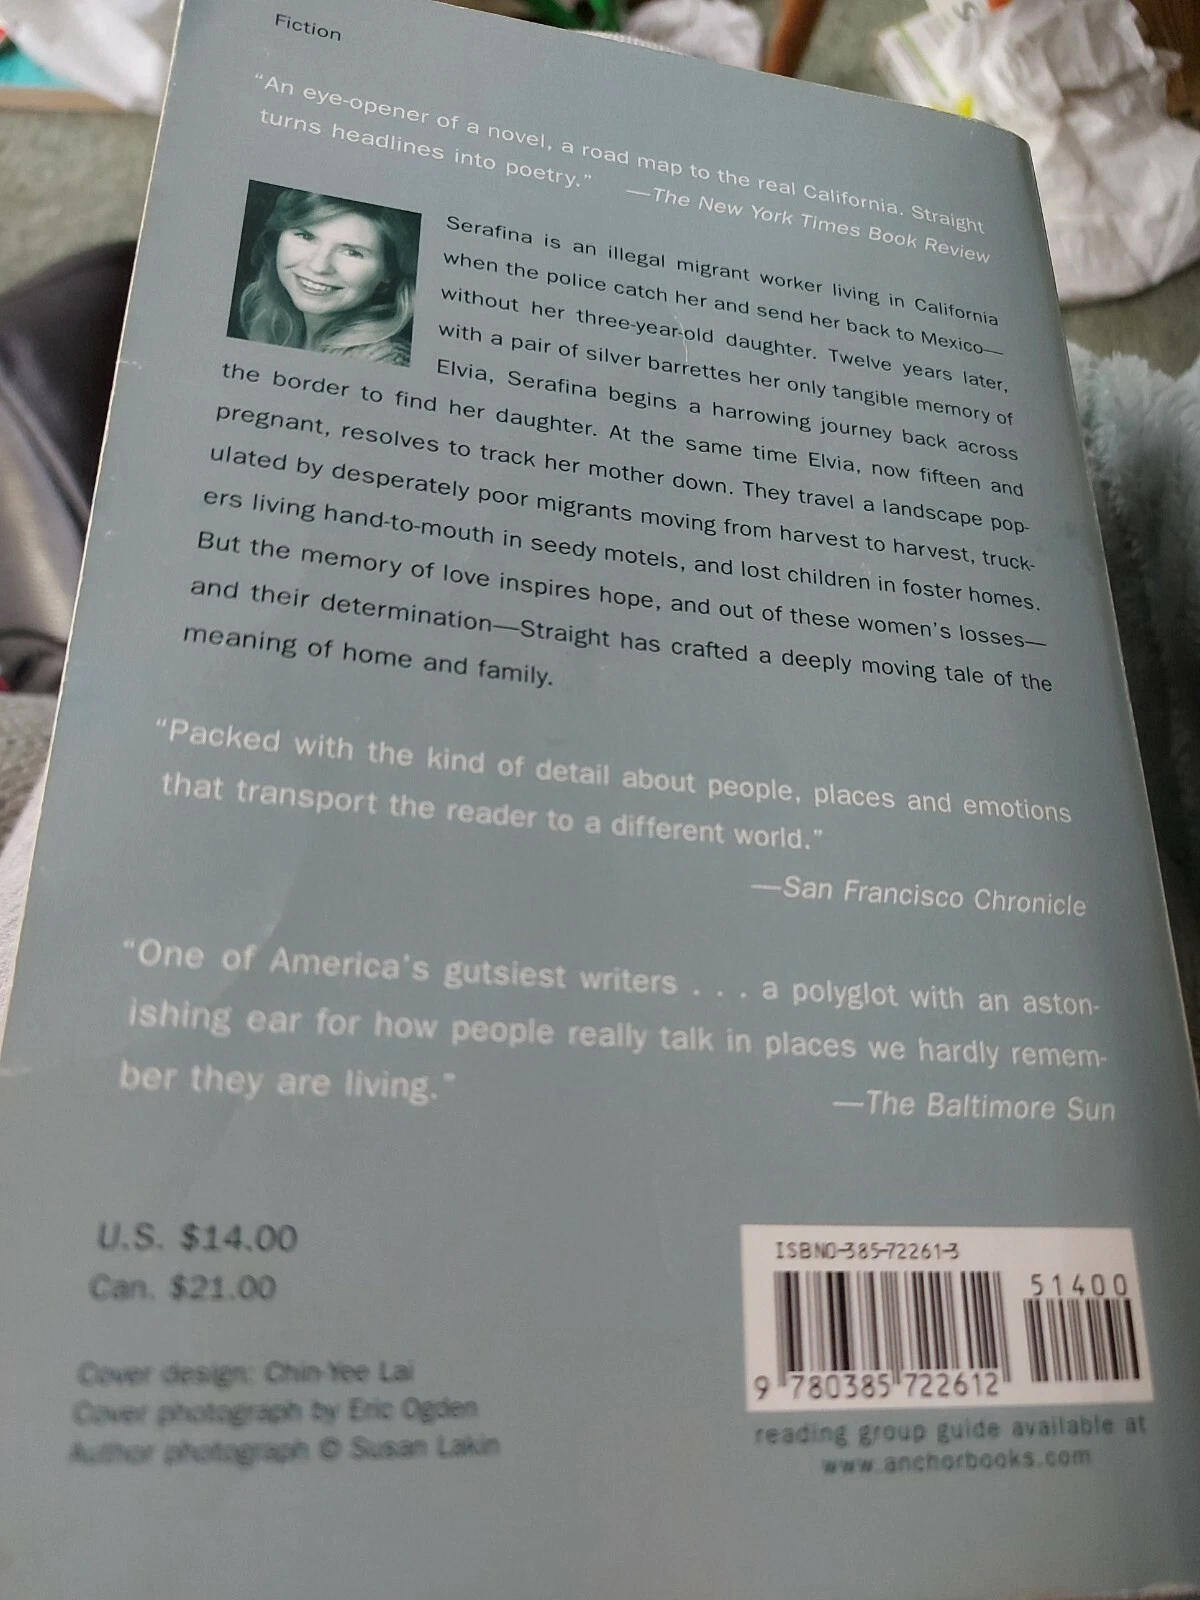 Fiction
“An eye-opener of a novel, a road map to the real California. Straight
turns headlines into poetry.” —The New York Times Book Review
Serafina is an illegal migrant worker living in California
when the police catch her and send her back to Mexico—
without her three-year-old daughter. Twelve years later,
with a pair of silver barrettes her only tangible memory of
Elvia, Serafina begins a harrowing journey back across
the border to find her daughter. At the same time Elvia, now fifteen and
pregnant, resolves to track her mother down. They travel a landscape pop-
ulated by desperately poor migrants moving from harvest to harvest, truck-
ers living hand-to-mouth in seedy motels, and lost children in foster homes.
But the memory of love inspires hope, and out of these women's losses—
and their determination—Straight has crafted a deeply moving tale of the
meaning of home and family.
“Packed with the kind of detail about people, places and emotions
that transport the reader to a different world.”
—San Francisco Chronicle
“One of America's gutsiest writers . . . a polyglot with an aston-
ishing ear for how people really talk in places we hardly remem-
ber they are living.”
—The Baltimore Sun
U.S. $14.00
Can. $21.00
Cover design: Chin-Yee Lai
Cover photograph by Eric Ogden
Author photograph © Susan Lakin
ISBN 0-385-72261-3
51400
9 780385 722612
reading group guide available at
www.anchorbooks.com